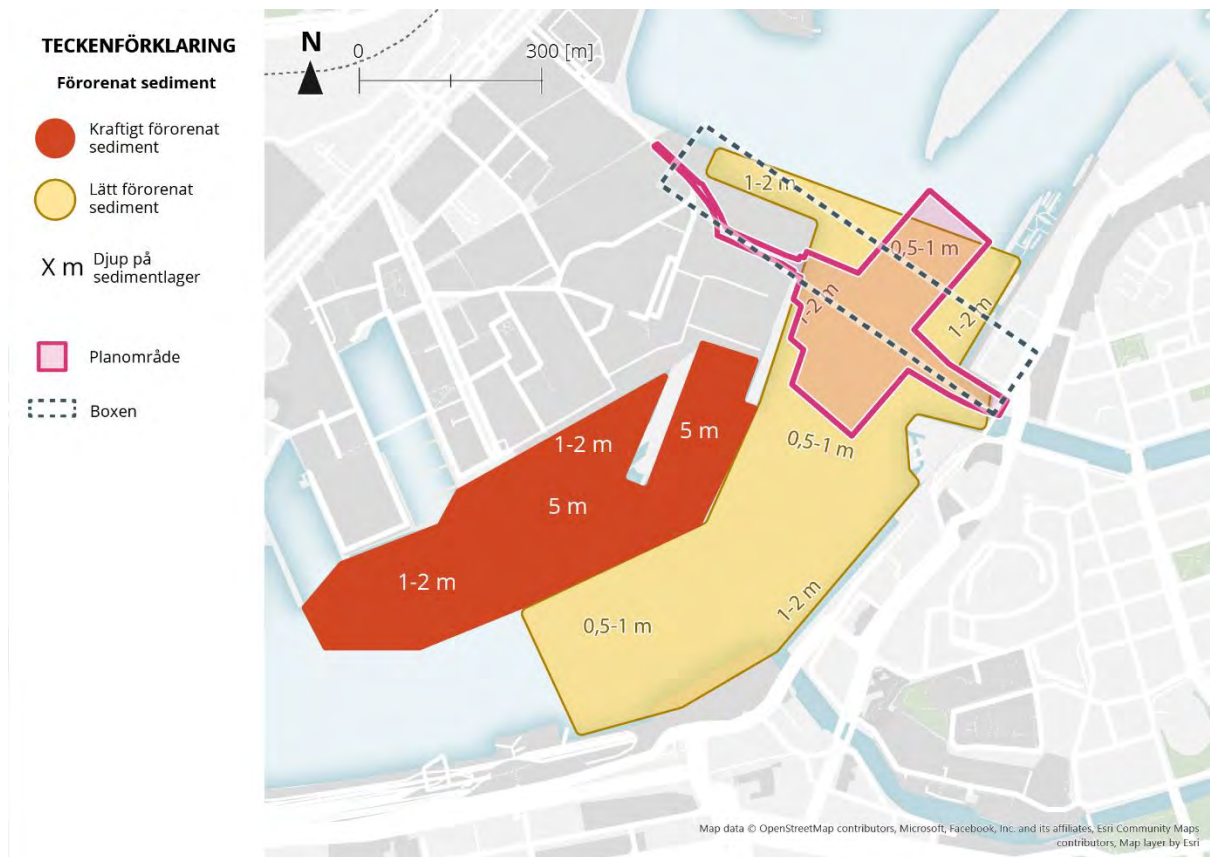 TECKENFÖRKLARING
Förorenat sediment
Kraftigt förorenat
sediment
Lätt förorenat
sediment
X m Djup på
sedimentlager
Planområde
Boxen
N
0 300 [m]
1-2 m
0,5-1 m
1-2 m
1-2 m
0,5-1 m
5 m
1-2 m
5 m
1-2 m
1-2 m
0,5-1 m
Map data © OpenStreetMap contributors, Microsoft, Facebook, Inc. and its affiliates, Esri Community Maps
contributors, Map layer by Esri